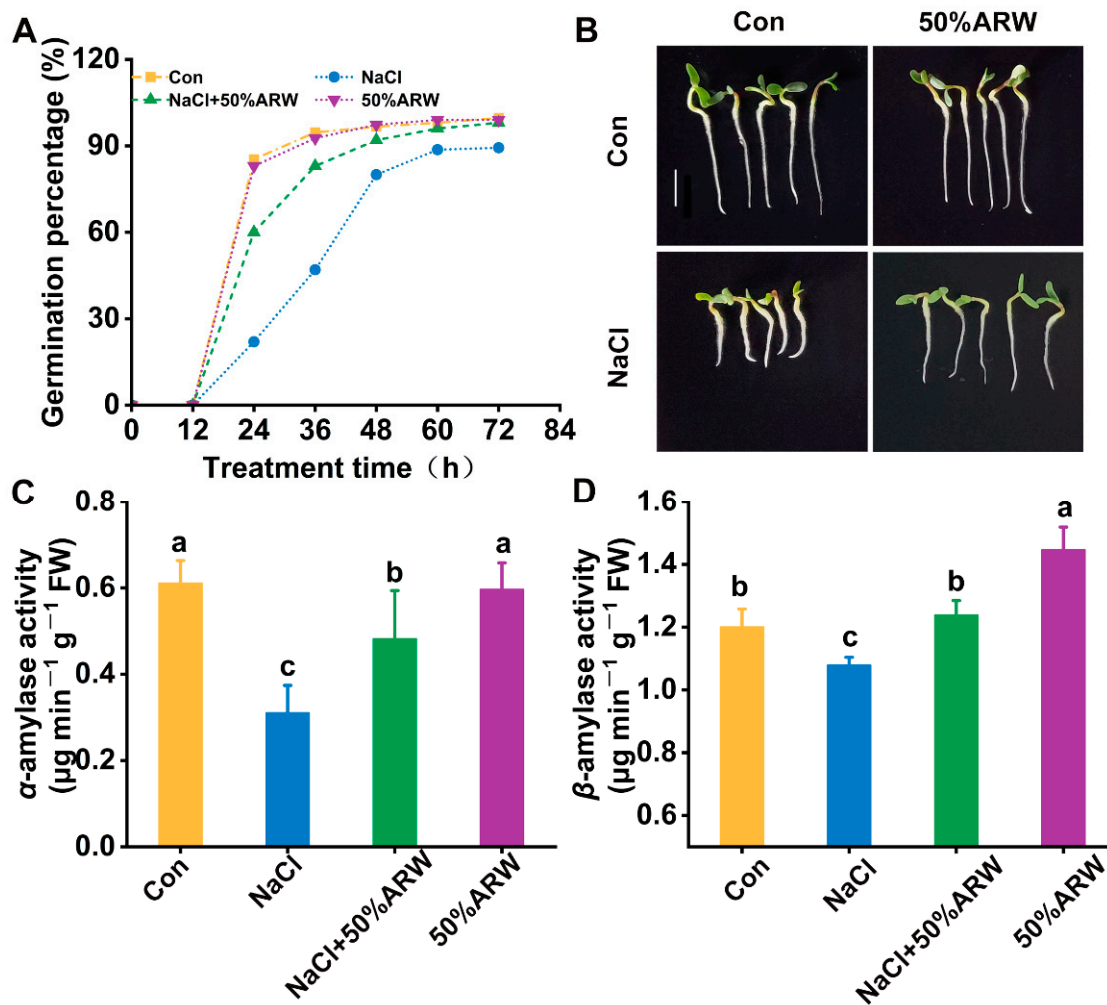 A
Germination percentage (%)
120
90
60
30
0
Con
NaCl
NaCl+50%ARW
50%ARW
0 12 24 36 48 60 72 84
Treatment time（h）
B
Con
50%ARW
Con
NaCl
C
α-amylase activity
(μg min⁻¹ g⁻¹ FW)
0.8
0.6
0.4
0.2
0.0
a
c
b
a
Con
NaCl
NaCl+50%ARW
50%ARW
D
β-amylase activity
(μg min⁻¹ g⁻¹ FW)
1.6
1.4
1.2
1.0
0.8
0.6
b
c
b
a
Con
NaCl
NaCl+50%ARW
50%ARW